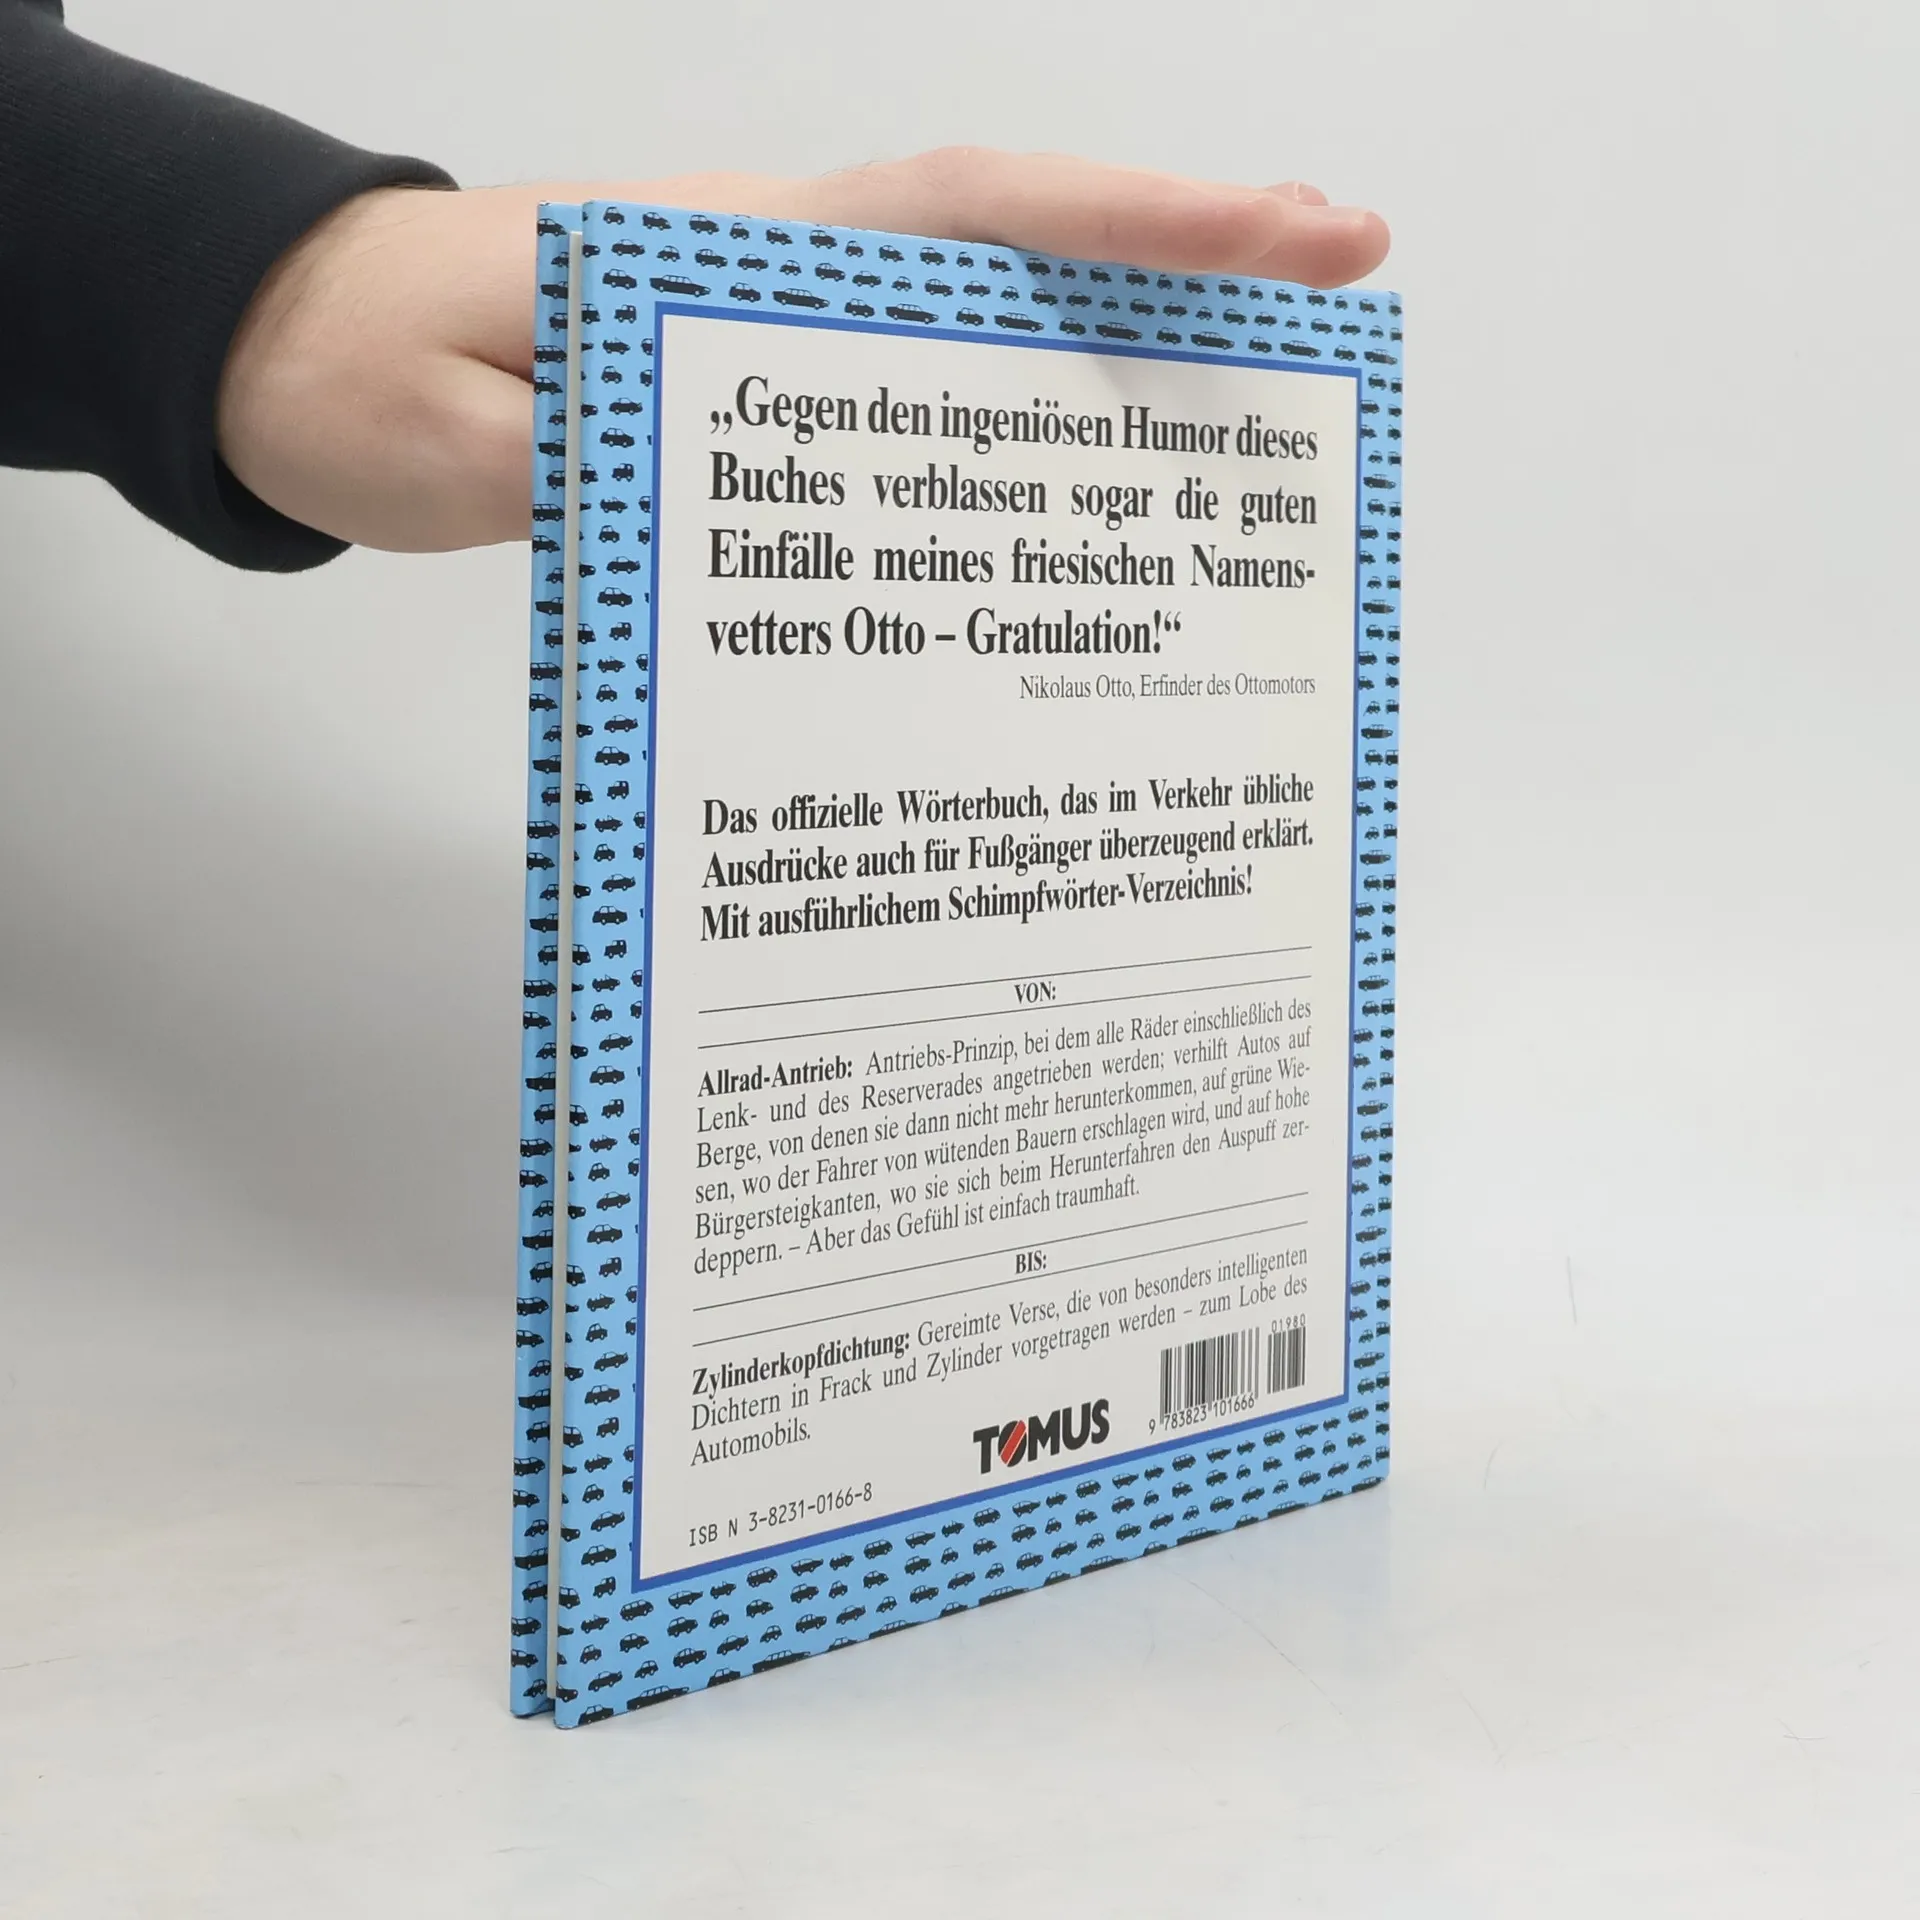 „Gegen den ingeniösen Humor dieses
Buches verblassen sogar die guten
Einfälle meines friesischen Namens-
vetters Otto – Gratulation!“
Nikolaus Otto, Erfinder des Ottomotors
Das offizielle Wörterbuch, das im Verkehr übliche
Ausdrücke auch für Fußgänger überzeugend erklärt.
Mit ausführlichem Schimpfwörter-Verzeichnis!
VON:
Allrad-Antrieb: Antriebs-Prinzip, bei dem alle Räder einschließlich des
Lenk- und des Reserverades angetrieben werden; verhilft Autos auf
Berge, von denen sie dann nicht mehr herunterkommen, auf grüne Wie-
sen, wo der Fahrer von wütenden Bauern erschlagen wird, und auf hohe
Bürgersteigkanten, wo sie sich beim Herunterfahren den Auspuff zer-
deppern. – Aber das Gefühl ist einfach traumhaft.
BIS:
Zylinderkopfdichtung: Gereimte Verse, die von besonders intelligenten
Dichtern in Frack und Zylinder vorgetragen werden – zum Lobe des
Automobils.
01980
9 783823 101666
TOMUS
ISB N 3-8231-0166-8